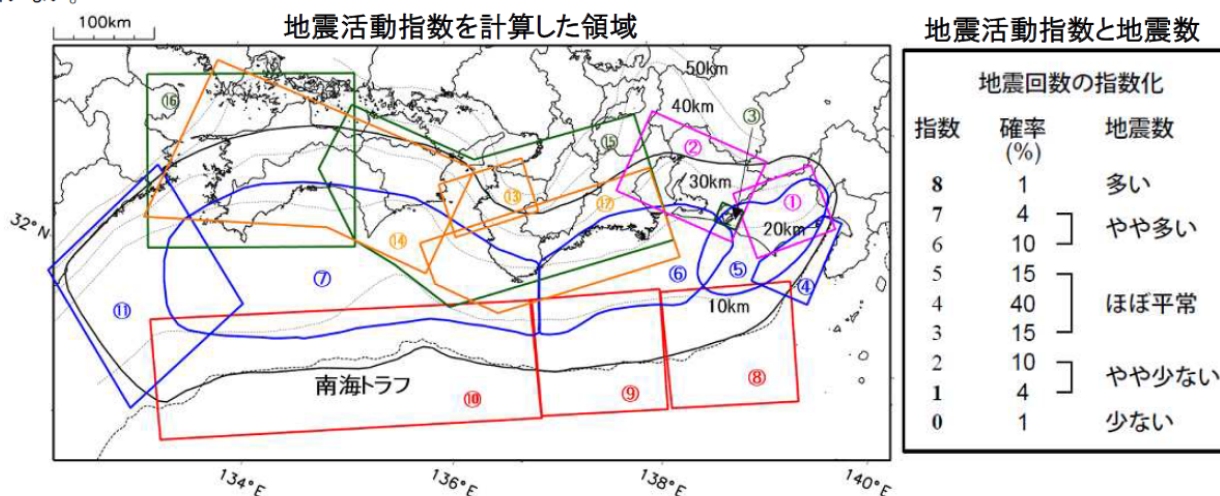 100km
地震活動指数を計算した領域
50km
40km
③
⑯
②
⑮
30km
⑬
⑰
①
20km
32°N
⑭
⑦
⑥
⑤
④
⑪
10km
南海トラフ
⑩
⑨
⑧
134°E
136°E
138°E
140°E
地震活動指数と地震数
地震回数の指数化
指数 確率 地震数
(%)
8 1 多い
7 4 やや多い
6 10
5 15
4 40 ほぼ平常
3 15
2 10 やや少ない
1 4
0 1 少ない